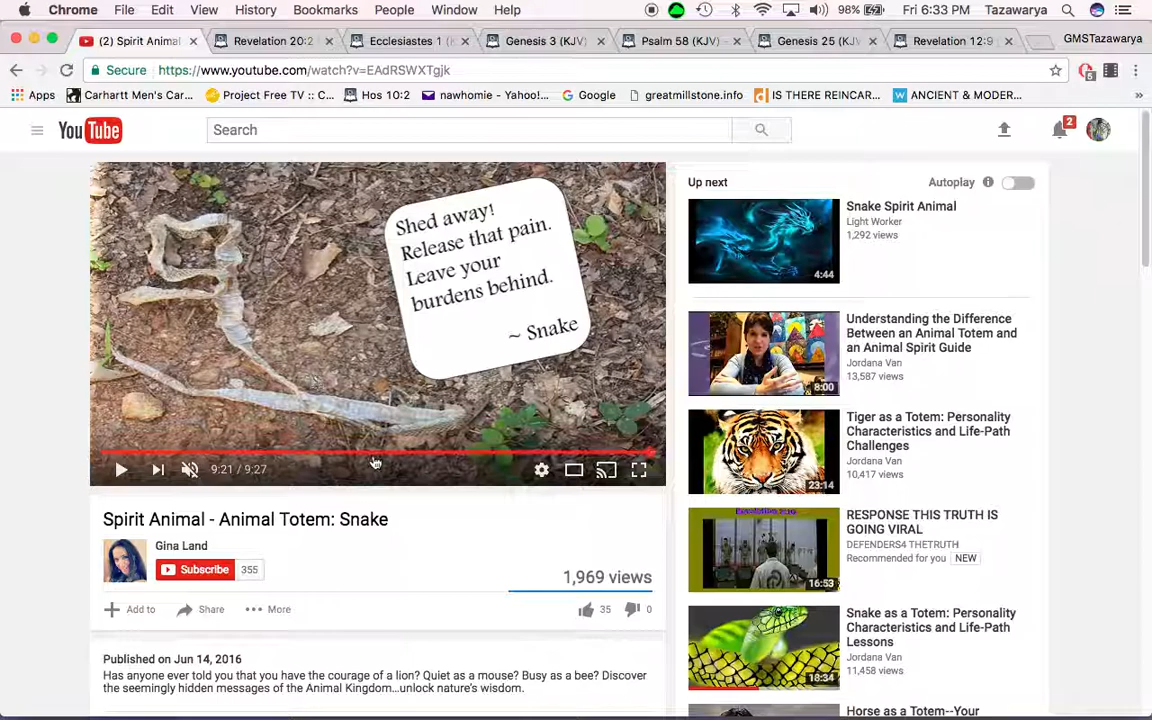 Chrome File Edit View History Bookmarks People Window Help 98% Fri 6:33 PM Tazawarya
(2) Spirit Animal Revelation 20:2 Ecclesiastes 1 (KJV) Genesis 3 (KJV) Psalm 58 (KJV) – Genesis 25 (KJV) Revelation 12:9 GMSTazawarya
Secure https://www.youtube.com/watch?v=EAdRSWXTgjk 6
Apps Carhartt Men's Car... Project Free TV :: C... Hos 10:2 nawhomie - Yahoo!... Google greatmillstone.info IS THERE REINCAR... ANCIENT & MODER... »
YouTube Search 2
Shed away!
Release that pain.
Leave your
burdens behind.
~ Snake
9:21 / 9:27
Spirit Animal - Animal Totem: Snake
Gina Land
Subscribe 355
1,969 views
Add to Share More 35 0
Published on Jun 14, 2016
Has anyone ever told you that you have the courage of a lion? Quiet as a mouse? Busy as a bee? Discover
the seemingly hidden messages of the Animal Kingdom...unlock nature's wisdom.
Up next Autoplay
Snake Spirit Animal
Light Worker
1,292 views
4:44
Understanding the Difference
Between an Animal Totem and
an Animal Spirit Guide
Jordana Van
13,587 views
8:00
Tiger as a Totem: Personality
Characteristics and Life-Path
Challenges
Jordana Van
10,417 views
23:14
RESPONSE THIS TRUTH IS
GOING VIRAL
DEFENDERS4 THETRUTH
Recommended for you NEW
16:53
Snake as a Totem: Personality
Characteristics and Life-Path
Lessons
Jordana Van
11,458 views
18:34
Horse as a Totem--Your